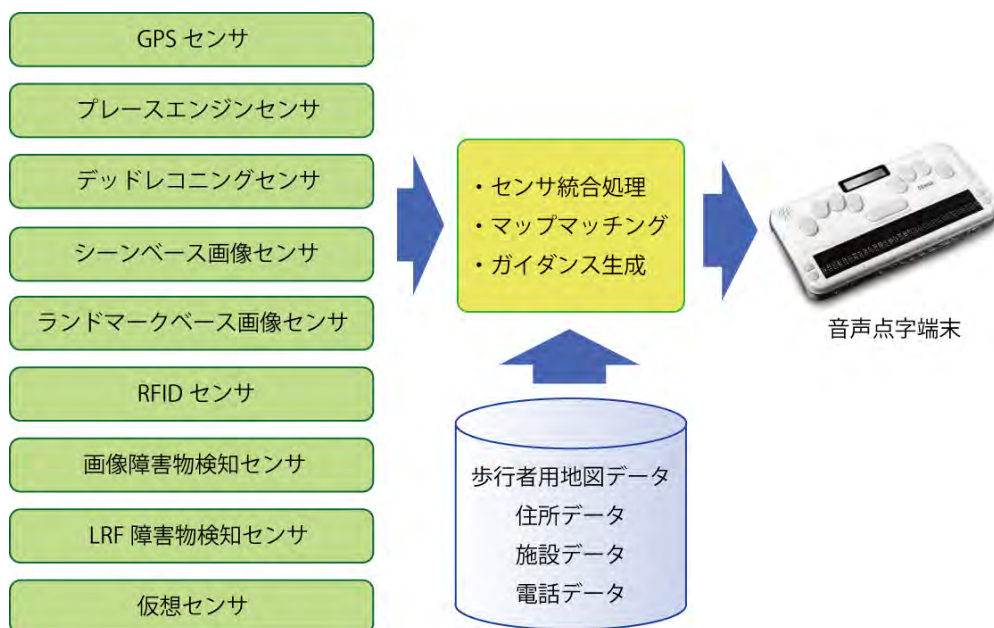 GPS センサ
プレースエンジンセンサ
デッドレコニングセンサ
シーンベース画像センサ
ランドマークベース画像センサ
RFID センサ
画像障害物検知センサ
LRF 障害物検知センサ
仮想センサ
・センサ統合処理
・マップマッチング
・ガイダンス生成
歩行者用地図データ
住所データ
施設データ
電話データ
音声点字端末